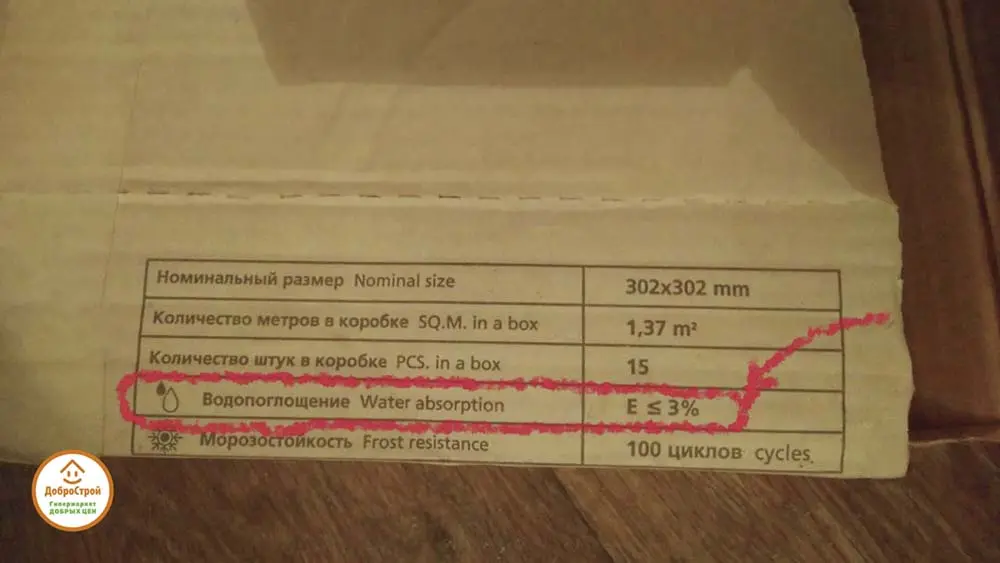 Номинальный размер Nominal size 302x302 mm
Количество метров в коробке SQ.M. in a box 1,37 m²
Количество штук в коробке PCS. in a box 15
Водопоглощение Water absorption E ≤ 3%
Морозостойкость Frost resistance 100 циклов cycles
ДоброСтрой
Гипермаркет
ДОБРЫХ ЦЕН